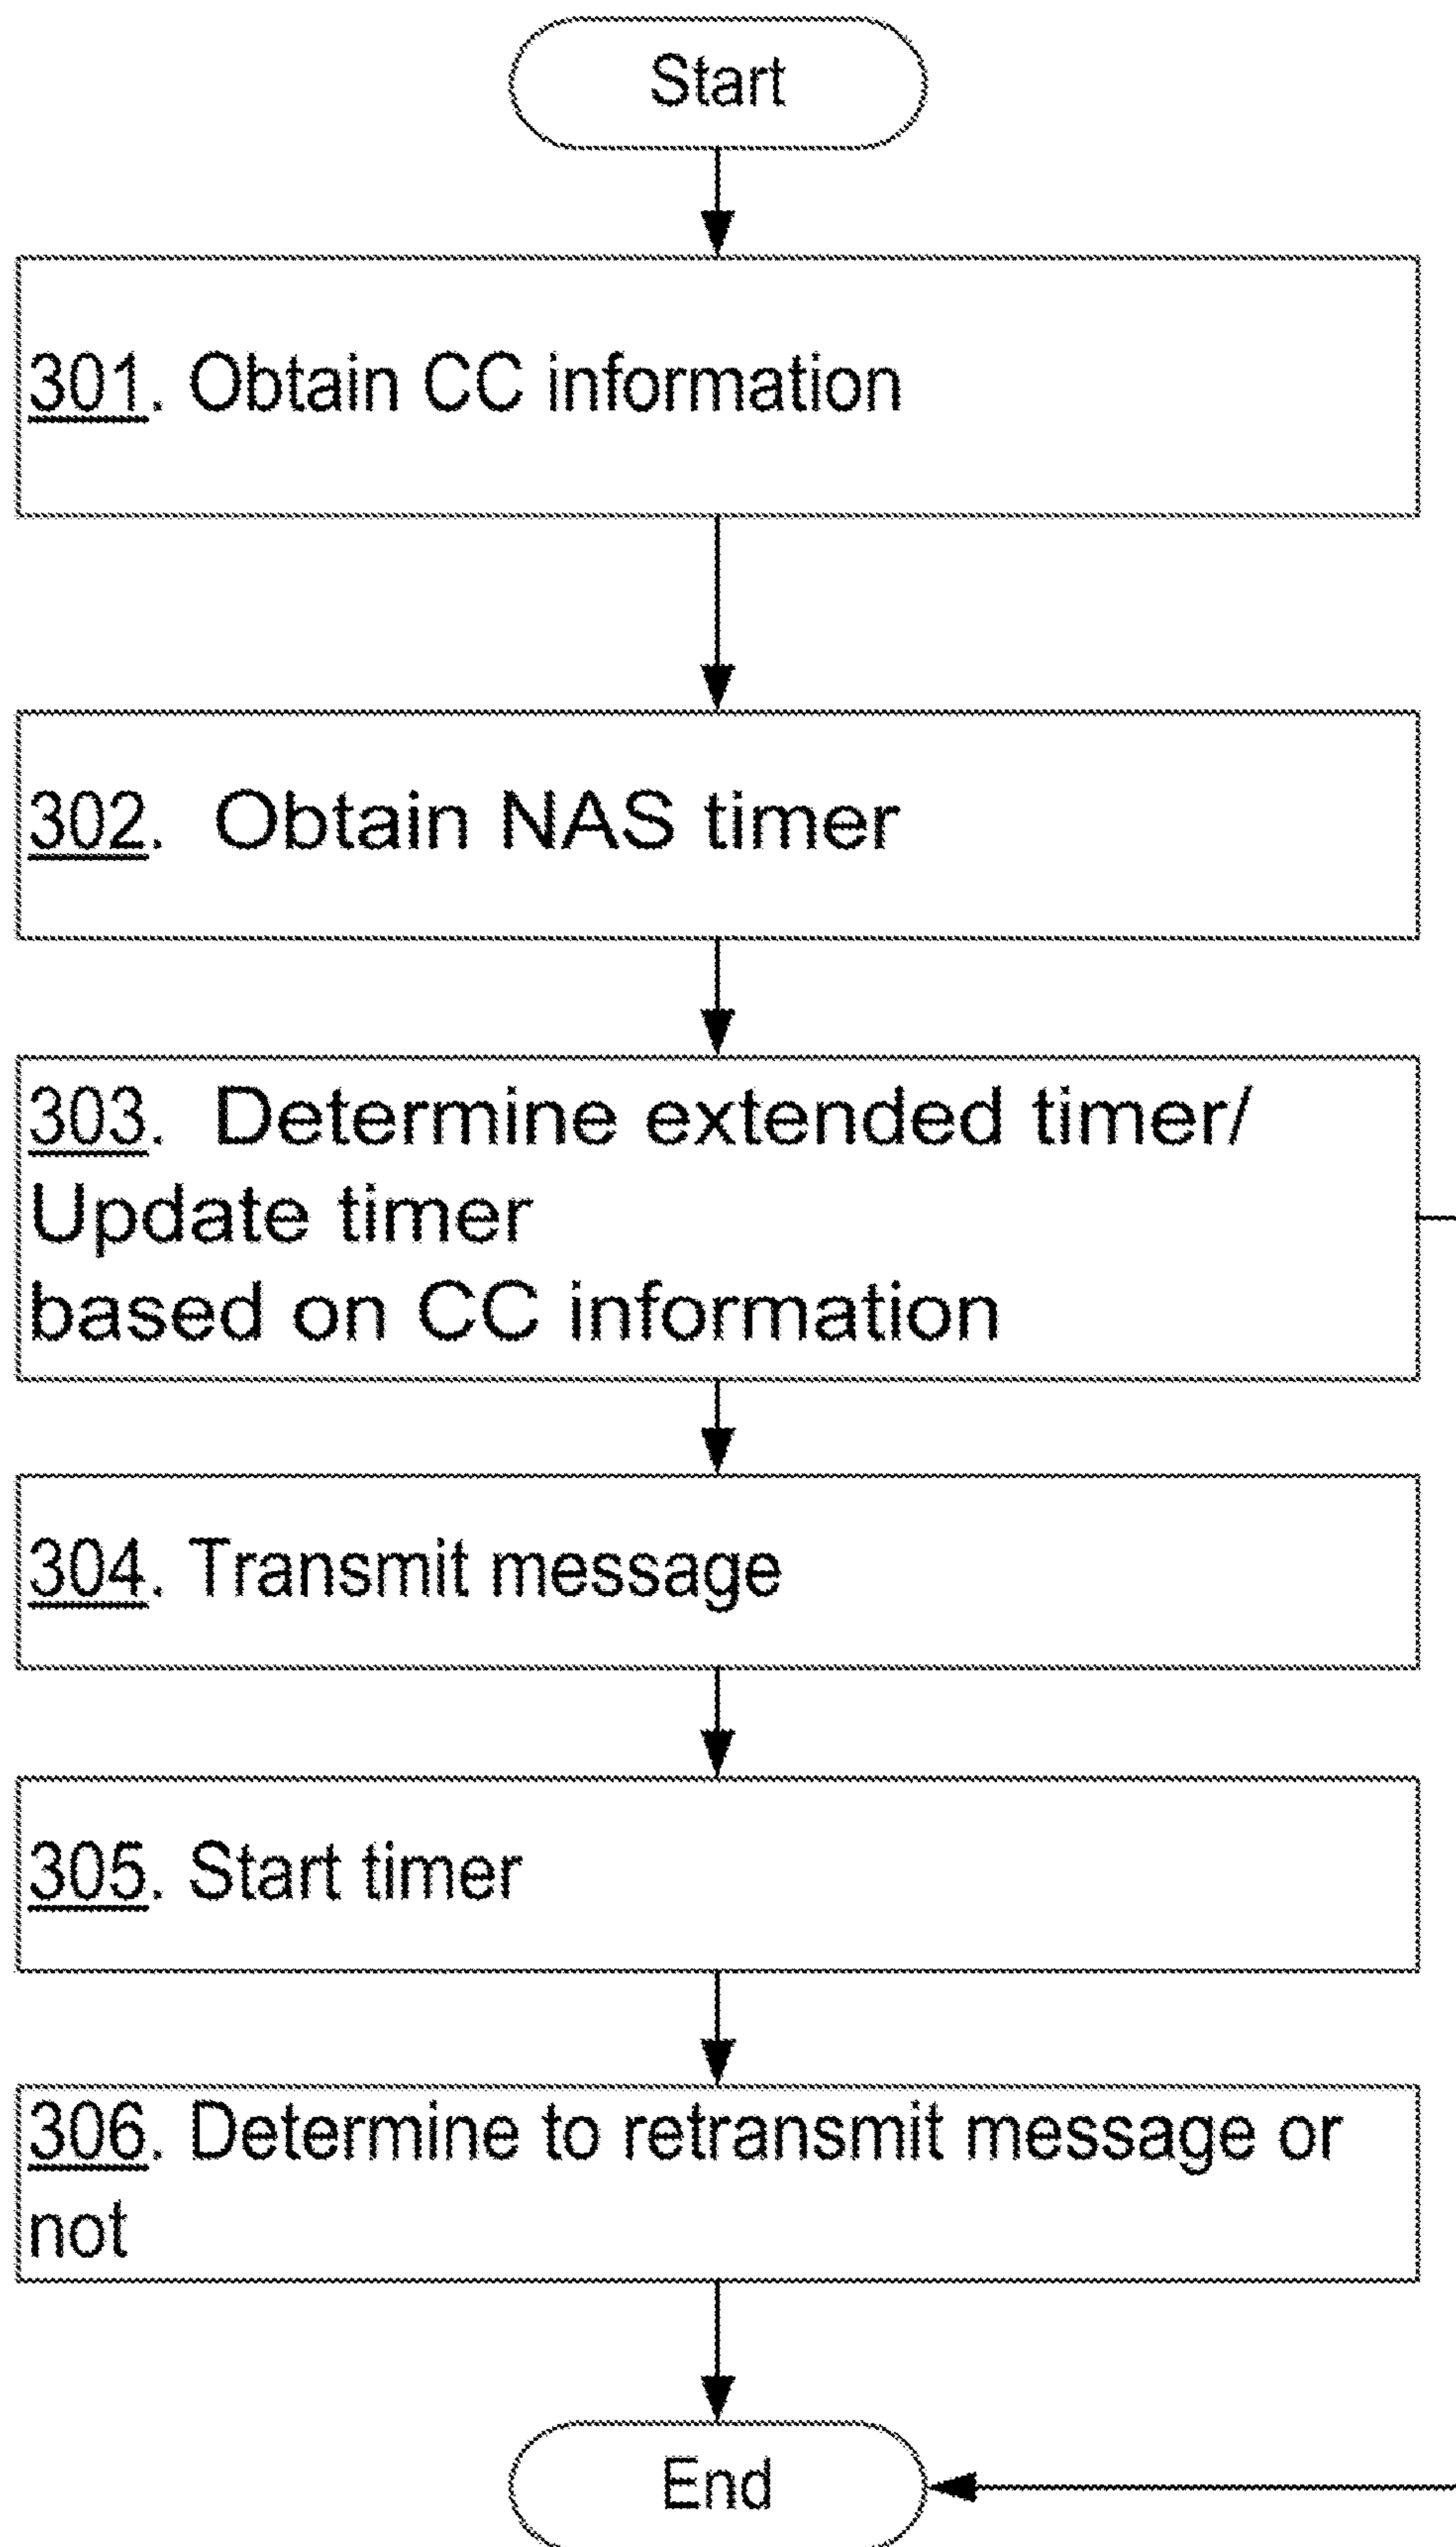 Start
301. Obtain CC information
302. Obtain NAS timer
303. Determine extended timer/
Update timer
based on CC information
304. Transmit message
305. Start timer
306. Determine to retransmit message or
not
End